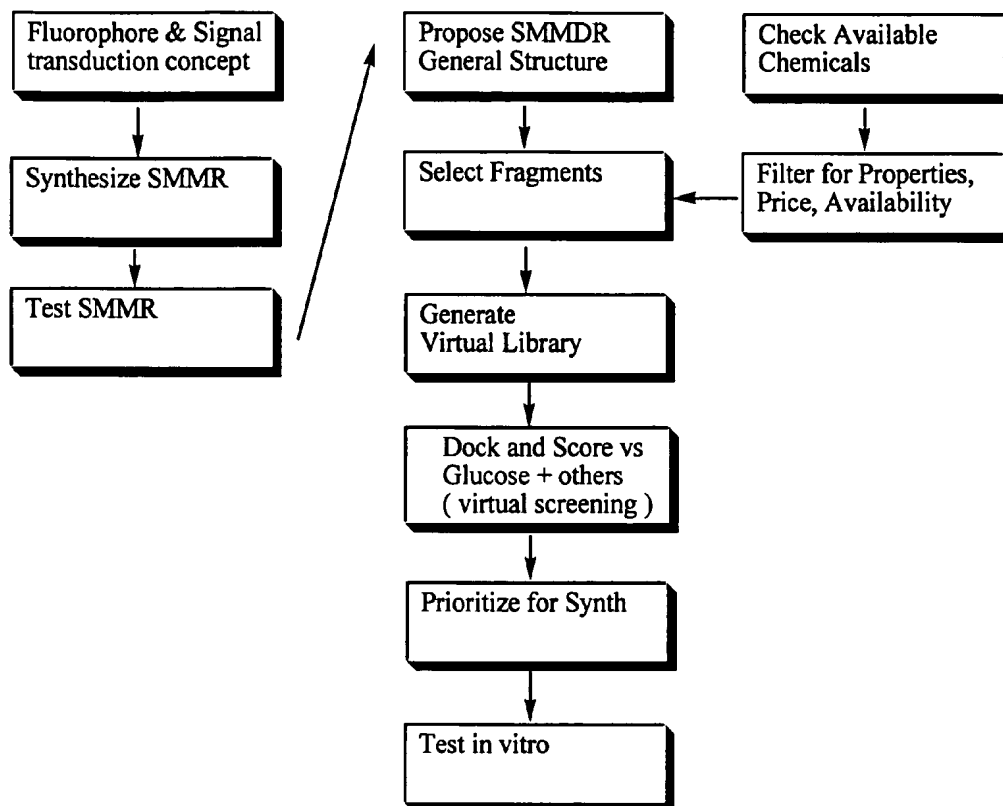 Fluorophore & Signal
transduction concept
Synthesize SMMR
Test SMMR
Propose SMMDR
General Structure
Select Fragments
Generate
Virtual Library
Dock and Score vs
Glucose + others
( virtual screening )
Prioritize for Synth
Test in vitro
Check Available
Chemicals
Filter for Properties,
Price, Availability